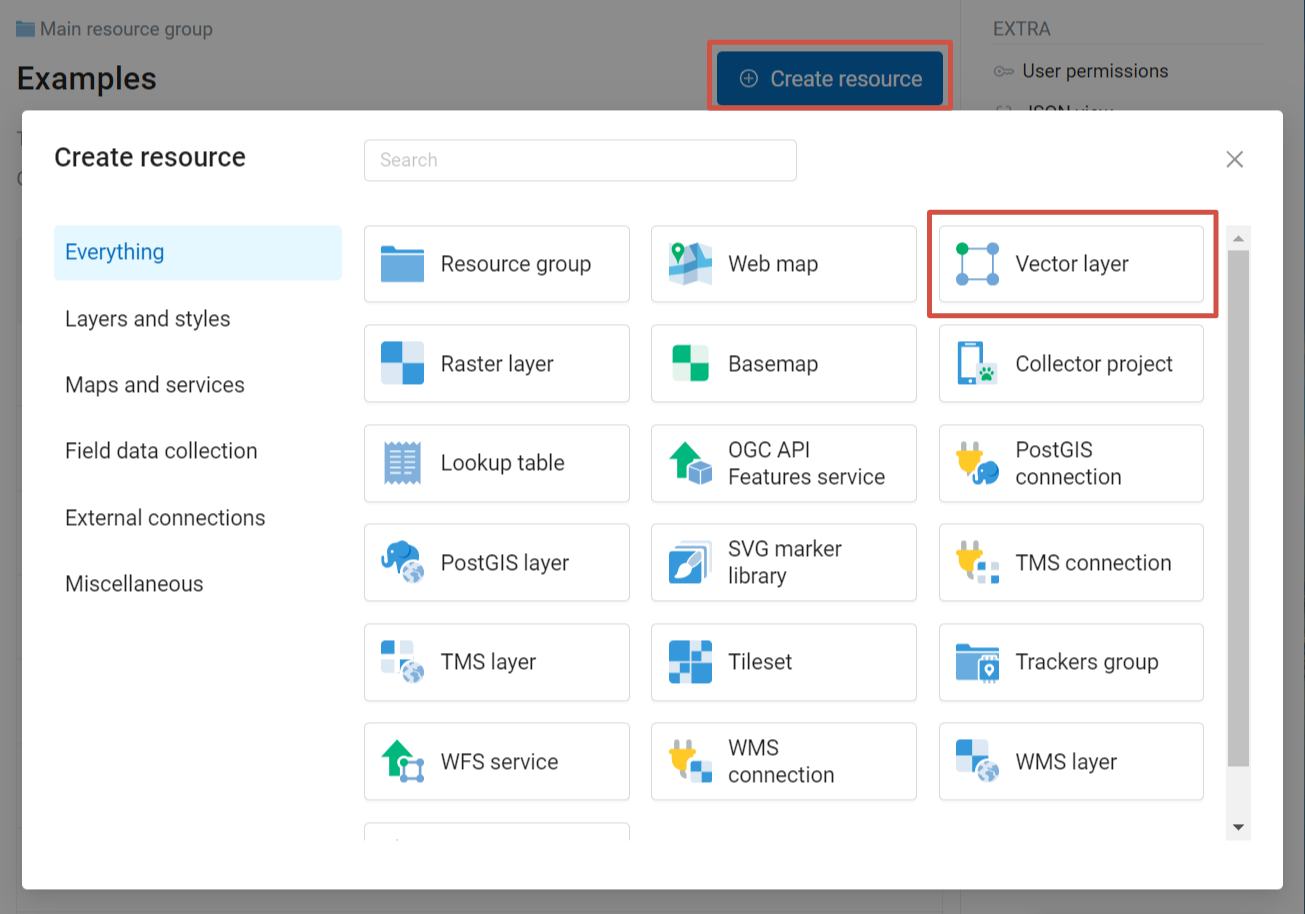 Main resource group
Examples
Create resource
EXTRA
User permissions
JSON view
Create resource
Search
Everything
Layers and styles
Maps and services
Field data collection
External connections
Miscellaneous
Resource group
Web map
Vector layer
Raster layer
Basemap
Collector project
Lookup table
OGC API
Features service
PostGIS
connection
PostGIS layer
SVG marker
library
TMS connection
TMS layer
Tileset
Trackers group
WFS service
WMS
connection
WMS layer